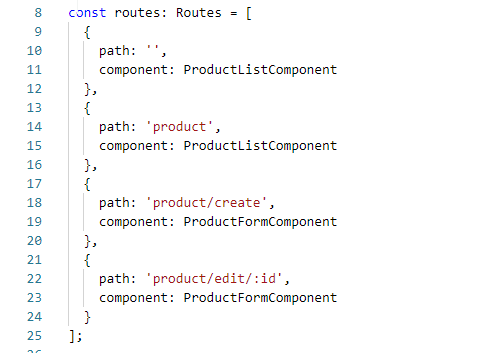 8 const routes: Routes = [
9 {
10 path: '',
11 component: ProductListComponent
12 },
13 {
14 path: 'product',
15 component: ProductListComponent
16 },
17 {
18 path: 'product/create',
19 component: ProductFormComponent
20 },
21 {
22 path: 'product/edit/:id',
23 component: ProductFormComponent
24 }
25 ];